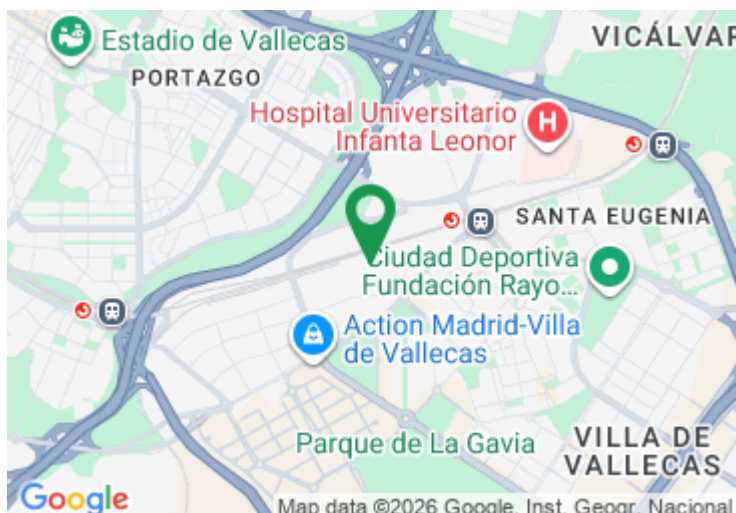 Estadio de Vallecas
PORTAZGO
VICÁLVAR
Hospital Universitario
Infanta Leonor
H
SANTA EUGENIA
Ciudad Deportiva
Fundación Rayo...
Action Madrid-Villa
de Vallecas
Parque de La Gavia
VILLA DE
VALLECAS
Google
Map data ©2026 Google, Inst. Geogr. Nacional